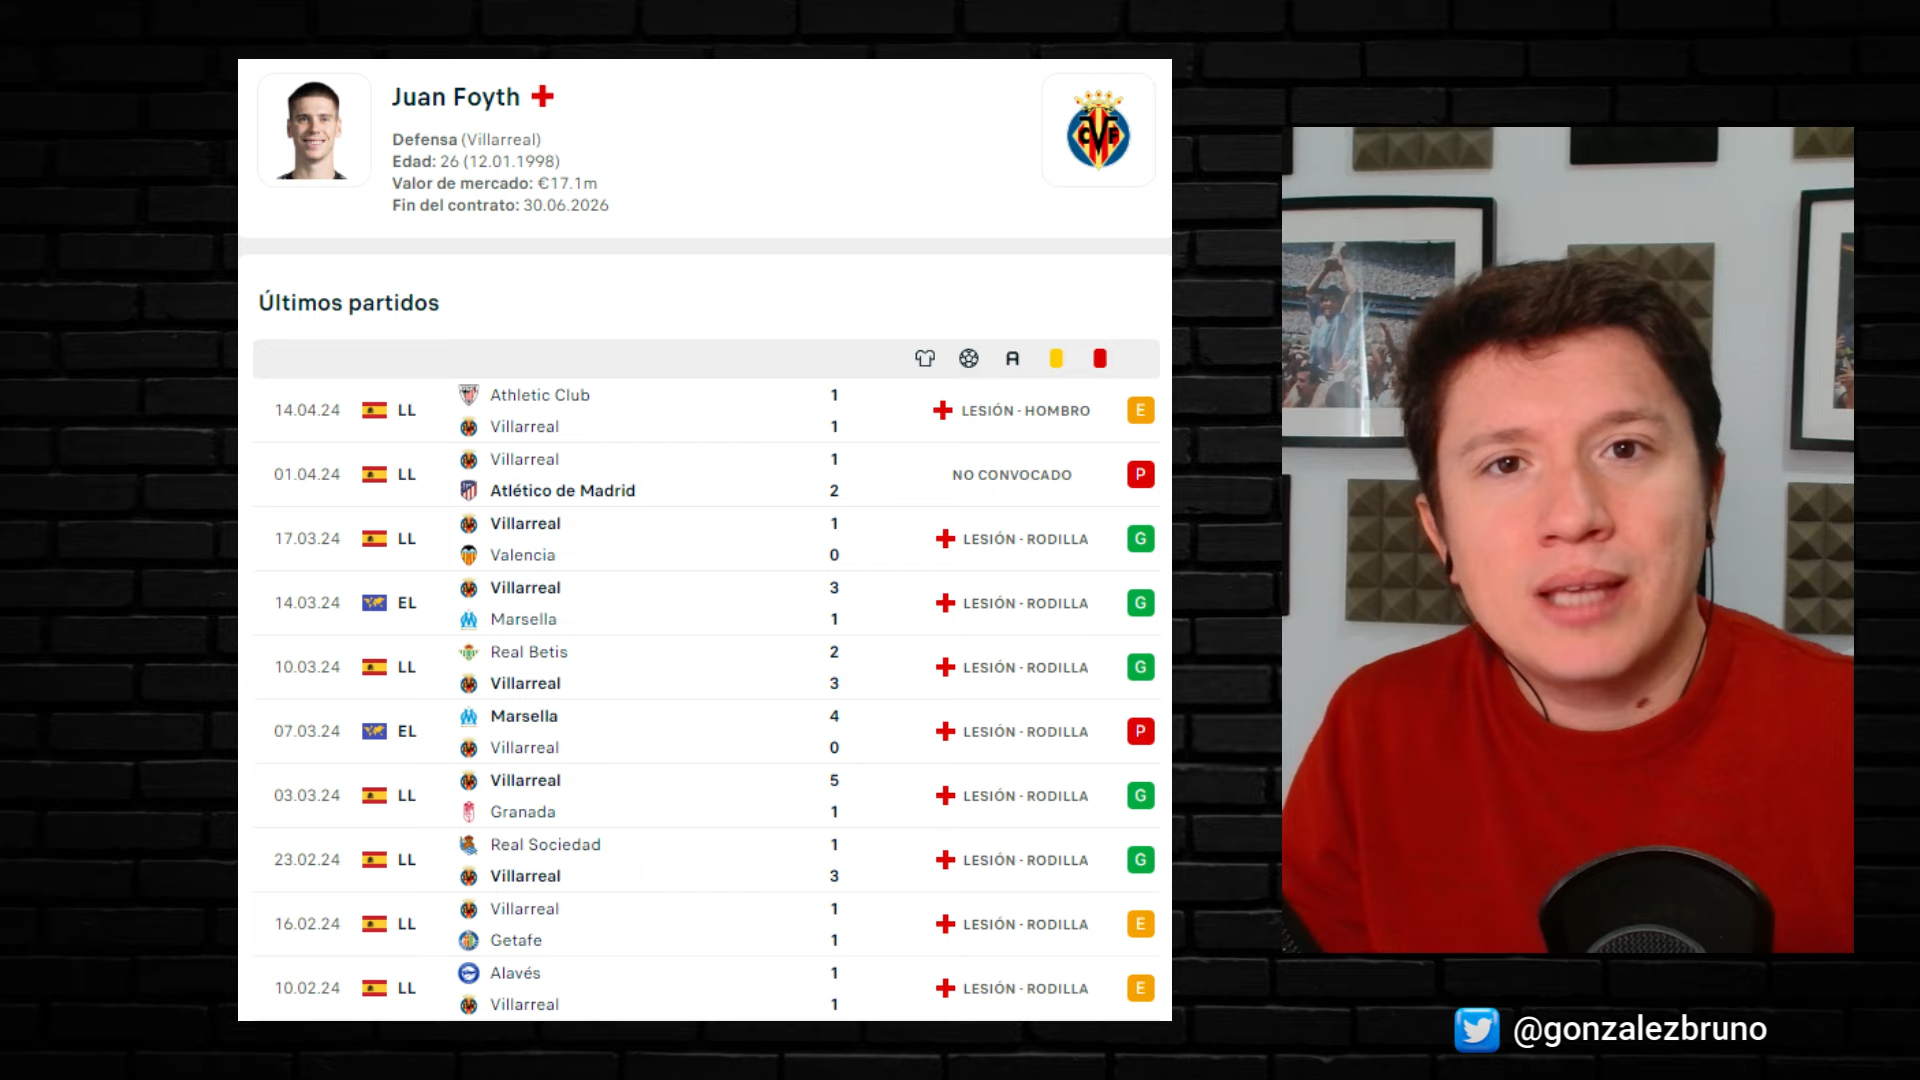 Juan Foyth
Defensa (Villarreal)
Edad: 26 (12.01.1998)
Valor de mercado: €17.1m
Fin del contrato: 30.06.2026
CVF
Últimos partidos
A
14.04.24 LL Athletic Club 1 LESIÓN - HOMBRO E
Villarreal 1
01.04.24 LL Villarreal 1 NO CONVOCADO P
Atlético de Madrid 2
17.03.24 LL Villarreal 1 LESIÓN - RODILLA G
Valencia 0
14.03.24 EL Villarreal 3 LESIÓN - RODILLA G
Marsella 1
10.03.24 LL Real Betis 2 LESIÓN - RODILLA G
Villarreal 3
07.03.24 EL Marsella 4 LESIÓN - RODILLA P
Villarreal 0
03.03.24 LL Villarreal 5 LESIÓN - RODILLA G
Granada 1
23.02.24 LL Real Sociedad 1 LESIÓN - RODILLA G
Villarreal 3
16.02.24 LL Villarreal 1 LESIÓN - RODILLA E
Getafe 1
10.02.24 LL Alavés 1 LESIÓN - RODILLA E
Villarreal 1
@gonzalezbruno